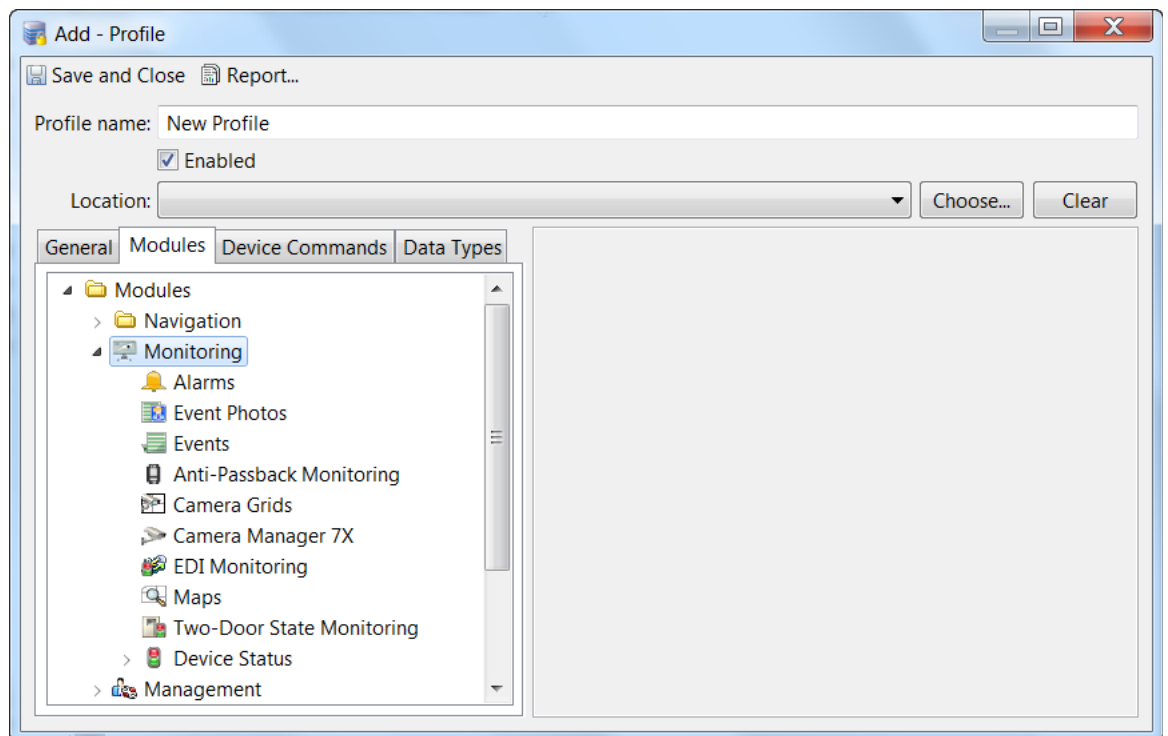 Add - Profile
Save and Close Report...
Profile name: New Profile
Enabled
Location: Choose... Clear
General Modules Device Commands Data Types
Modules
Navigation
Monitoring
Alarms
Event Photos
Events
Anti-Passback Monitoring
Camera Grids
Camera Manager 7X
EDI Monitoring
Maps
Two-Door State Monitoring
Device Status
Management